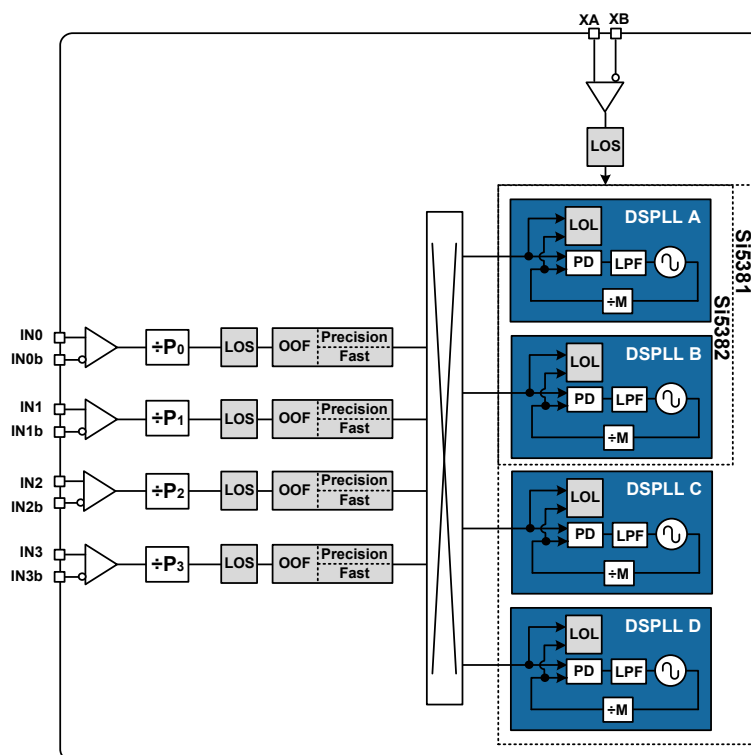 XA XB
LOS
DSPLL A
LOL
PD LPF
÷M
Si5381
Si5382
DSPLL B
LOL
PD LPF
÷M
IN0
IN0b
÷P0 LOS OOF Precision
Fast
IN1
IN1b
÷P1 LOS OOF Precision
Fast
IN2
IN2b
÷P2 LOS OOF Precision
Fast
IN3
IN3b
÷P3 LOS OOF Precision
Fast
DSPLL C
LOL
PD LPF
÷M
DSPLL D
LOL
PD LPF
÷M